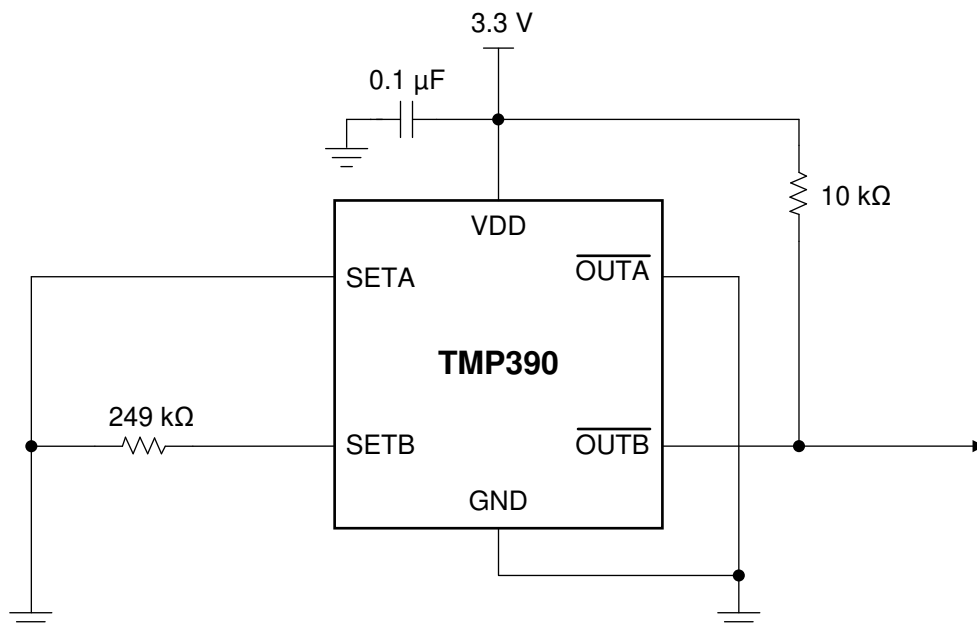 3.3 V
0.1 µF
10 kΩ
VDD
SETA
OUTA
TMP390
249 kΩ
SETB
OUTB
GND